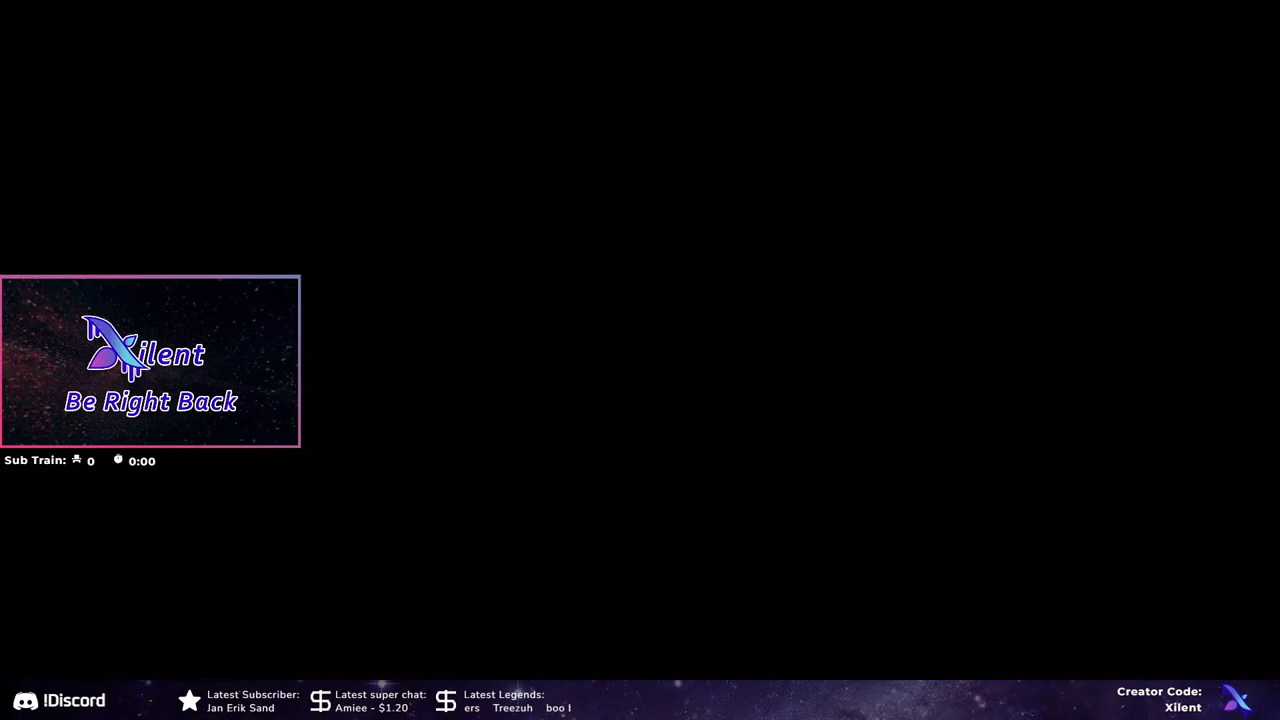 Xilent
Be Right Back
Sub Train: 0 0:00
!Discord
Latest Subscriber:
Jan Erik Sand
Latest super chat:
Amiee - $1.20
Latest Legends:
ers Treezuh boo
Creator Code:
Xilent